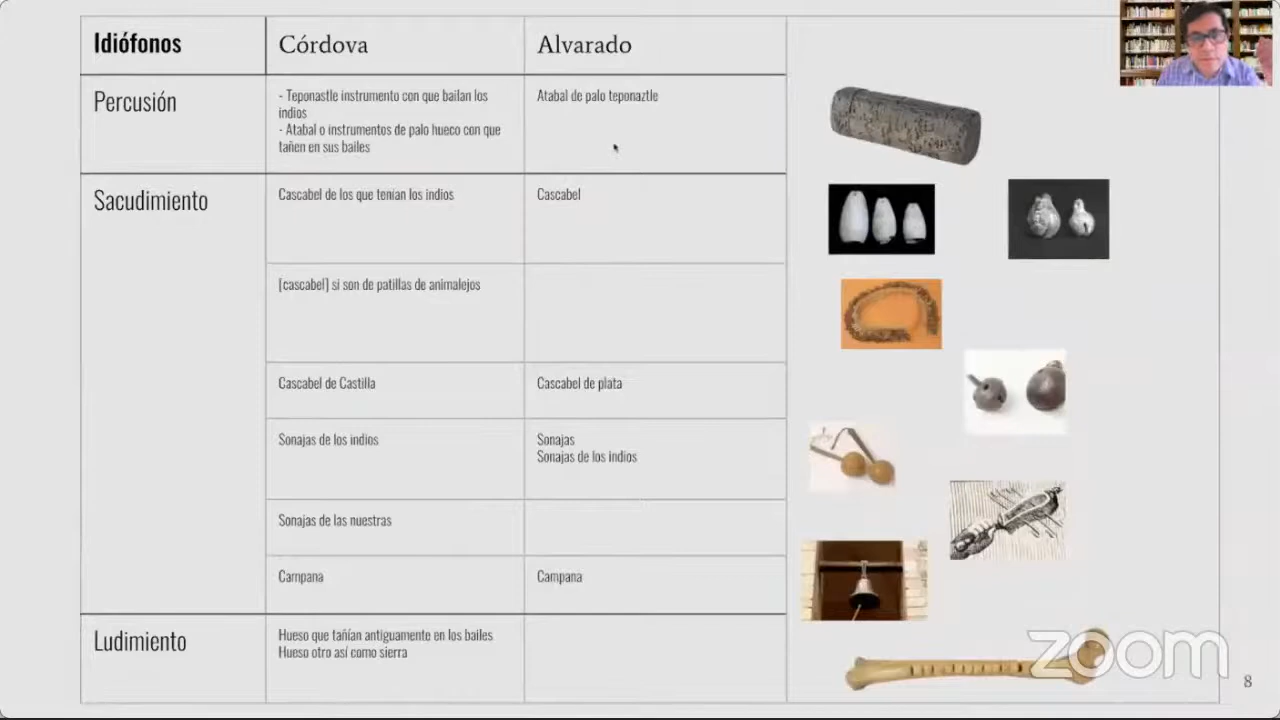 Idiófonos
Córdova
Alvarado
Percusión
- Teponastle instrumento con que bailan los
indios
- Atabal o instrumentos de palo hueco con que
tañen en sus bailes
Atabal de palo teponaztle
Sacudimiento
Cascabel de los que tenían los indios
Cascabel
[cascabel] si son de patillas de animalejos
Cascabel de Castilla
Cascabel de plata
Sonajas de los indios
Sonajas
Sonajas de los indios
Sonajas de las nuestras
Campana
Campana
Ludimiento
Hueso que tañían antiguamente en los bailes
Hueso otro así como sierra
zoom
8